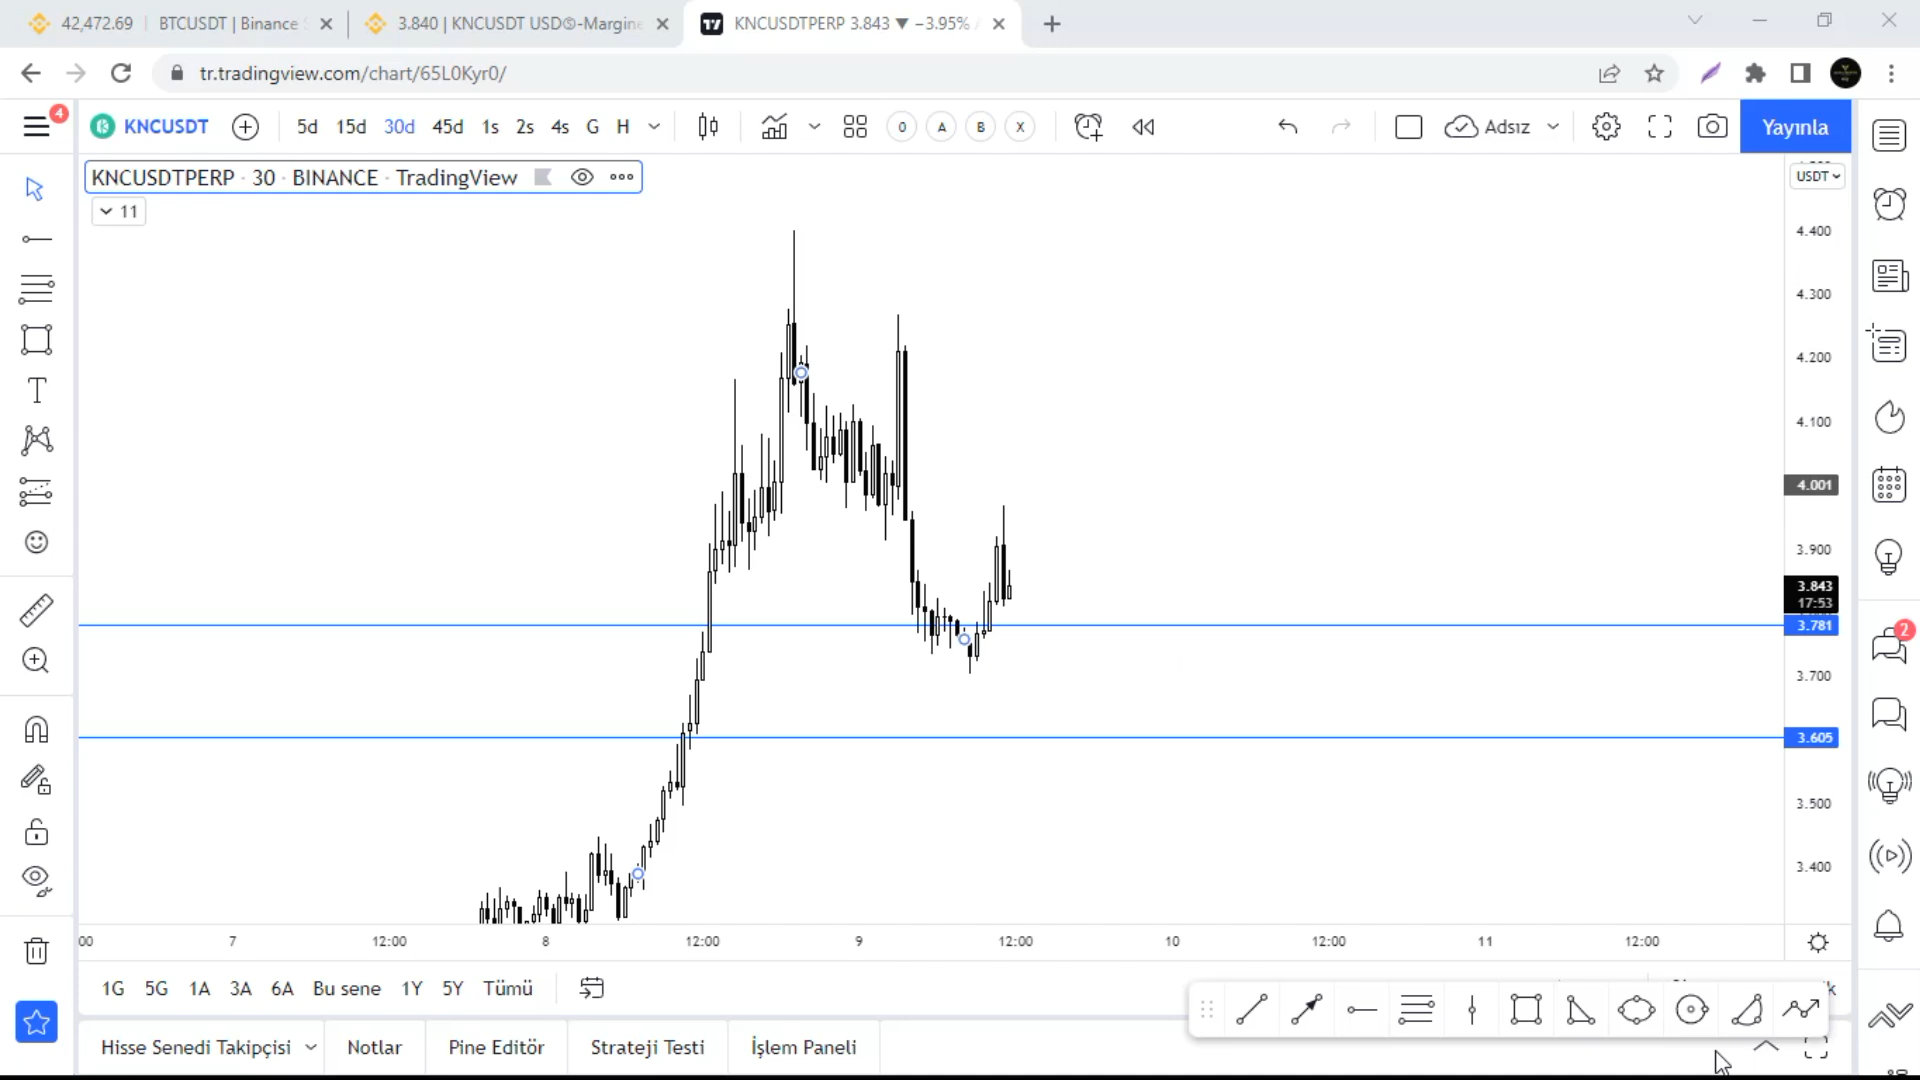 42,472.69 | BTCUSDT | Binance
3.840 | KNCUSDT USDⓈ-Margine
KNCUSDTPERP 3.843 ▼ −3.95%
tr.tradingview.com/chart/65L0Kyr0/
4
KNCUSDT
5d 15d 30d 45d 1s 2s 4s G H
0 A B X
Adsız
Yayınla
KNCUSDTPERP · 30 · BINANCE · TradingView
11
USDT
4.400
4.300
4.200
4.100
4.001
3.900
3.843
17:53
3.781
3.700
3.605
3.500
3.400
2
00 7 12:00 8 12:00 9 12:00 10 12:00 11 12:00
1G 5G 1A 3A 6A Bu sene 1Y 5Y Tümü
Hisse Senedi Takipçisi Notlar Pine Editör Strateji Testi İşlem Paneli